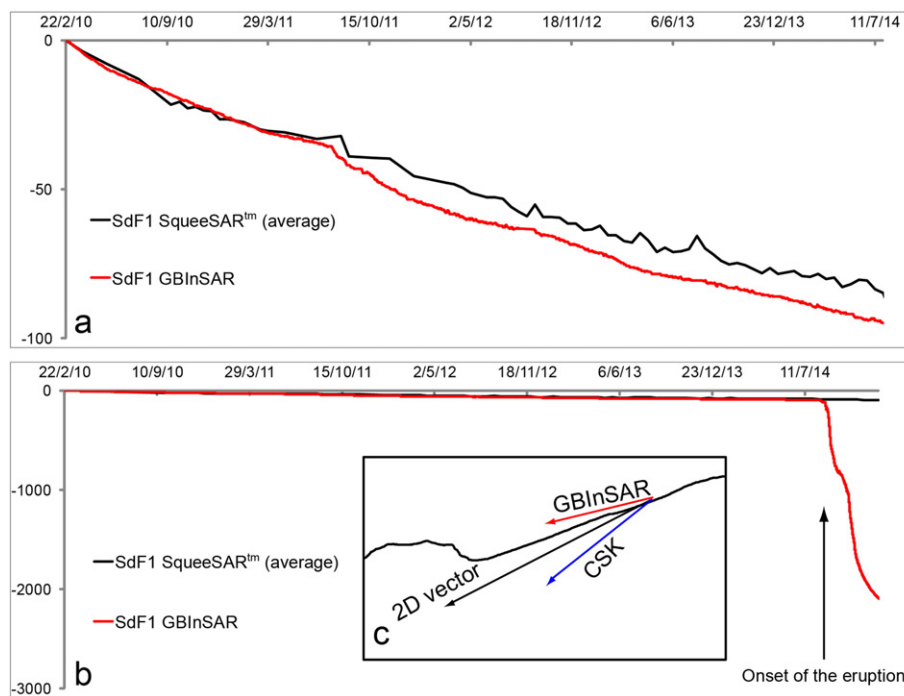 22/2/10 10/9/10 29/3/11 15/10/11 2/5/12 18/11/12 6/6/13 23/12/13 11/7/14
0
-50
SdF1 SqueeSARtm (average)
SdF1 GBInSAR
a
-100
22/2/10 10/9/10 29/3/11 15/10/11 2/5/12 18/11/12 6/6/13 23/12/13 11/7/14
0
-1000
GBInSAR
CSK
2D vector
c
SdF1 SqueeSARtm (average)
-2000
SdF1 GBInSAR
b
Onset of the eruption
-3000